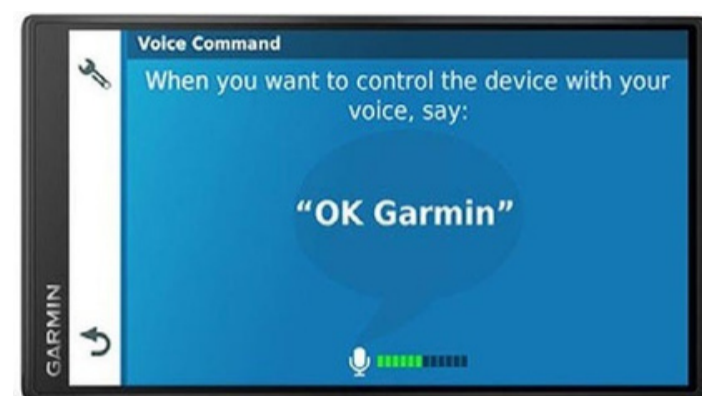 Voice Command
When you want to control the device with your
voice, say:
“OK Garmin”
GARMIN